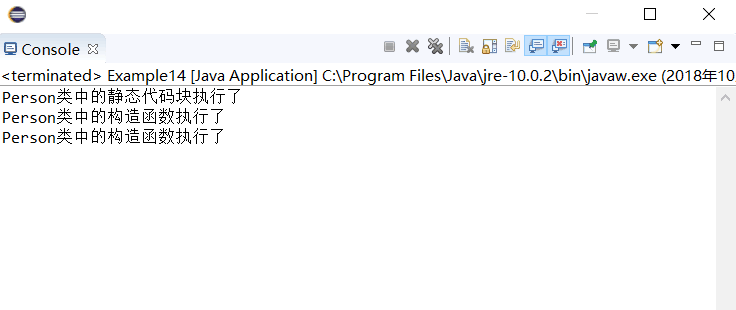 Console
<terminated> Example14 [Java Application] C:\Program Files\Java\jre-10.0.2\bin\javaw.exe (2018年10
Person类中的静态代码块执行了
Person类中的构造函数执行了
Person类中的构造函数执行了